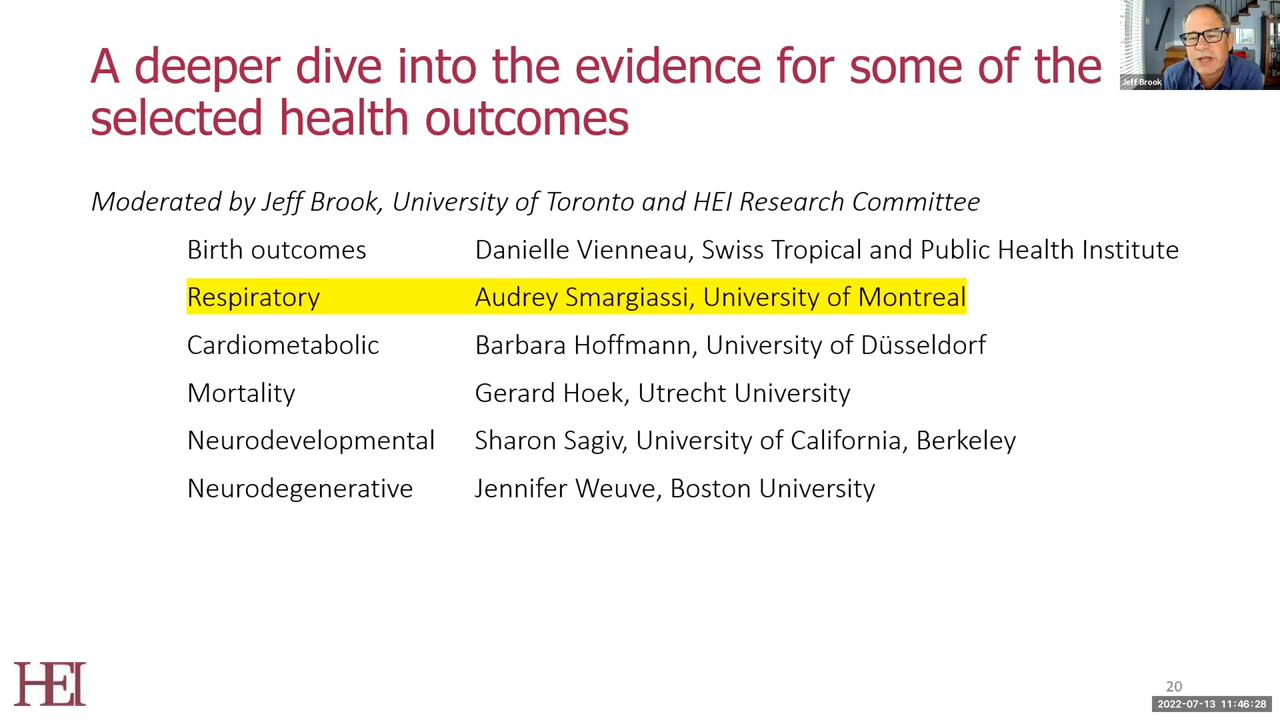 A deeper dive into the evidence for some of the
selected health outcomes
Jeff Brook
Moderated by Jeff Brook, University of Toronto and HEI Research Committee
Birth outcomes Danielle Vienneau, Swiss Tropical and Public Health Institute
Respiratory Audrey Smargiassi, University of Montreal
Cardiometabolic Barbara Hoffmann, University of Düsseldorf
Mortality Gerard Hoek, Utrecht University
Neurodevelopmental Sharon Sagiv, University of California, Berkeley
Neurodegenerative Jennifer Weuve, Boston University
HEI
20
2022-07-13 11:46:28